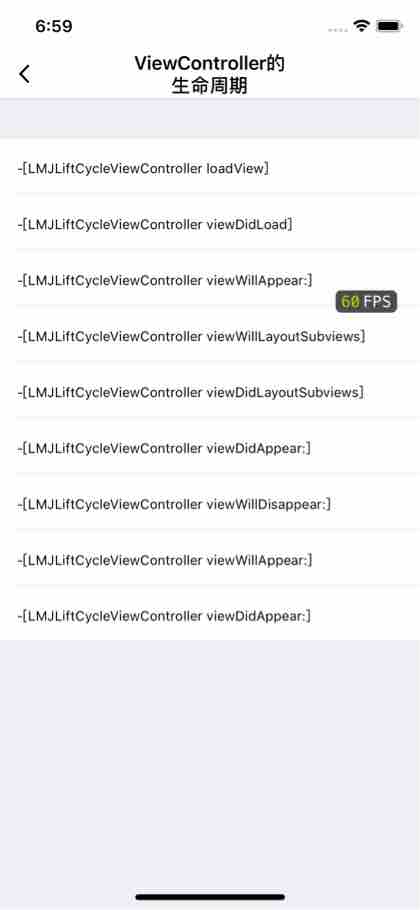 6:59
ViewController的
生命周期
-[LMJLiftCycleViewController loadView]
-[LMJLiftCycleViewController viewDidLoad]
-[LMJLiftCycleViewController viewWillAppear:]
60 FPS
-[LMJLiftCycleViewController viewWillLayoutSubviews]
-[LMJLiftCycleViewController viewDidLayoutSubviews]
-[LMJLiftCycleViewController viewDidAppear:]
-[LMJLiftCycleViewController viewWillDisappear:]
-[LMJLiftCycleViewController viewWillAppear:]
-[LMJLiftCycleViewController viewDidAppear:]